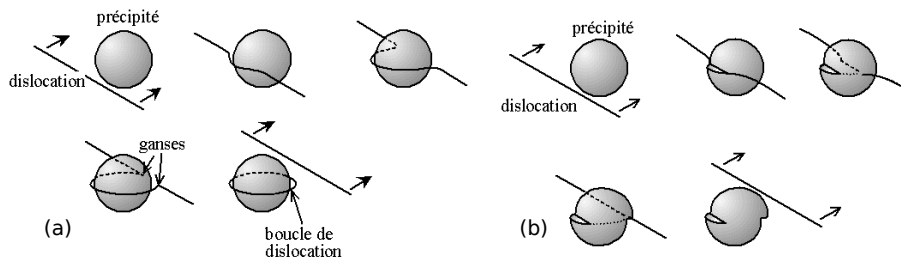 précipité
dislocation
ganses
(a)
boucle de
dislocation
précipité
dislocation
(b)